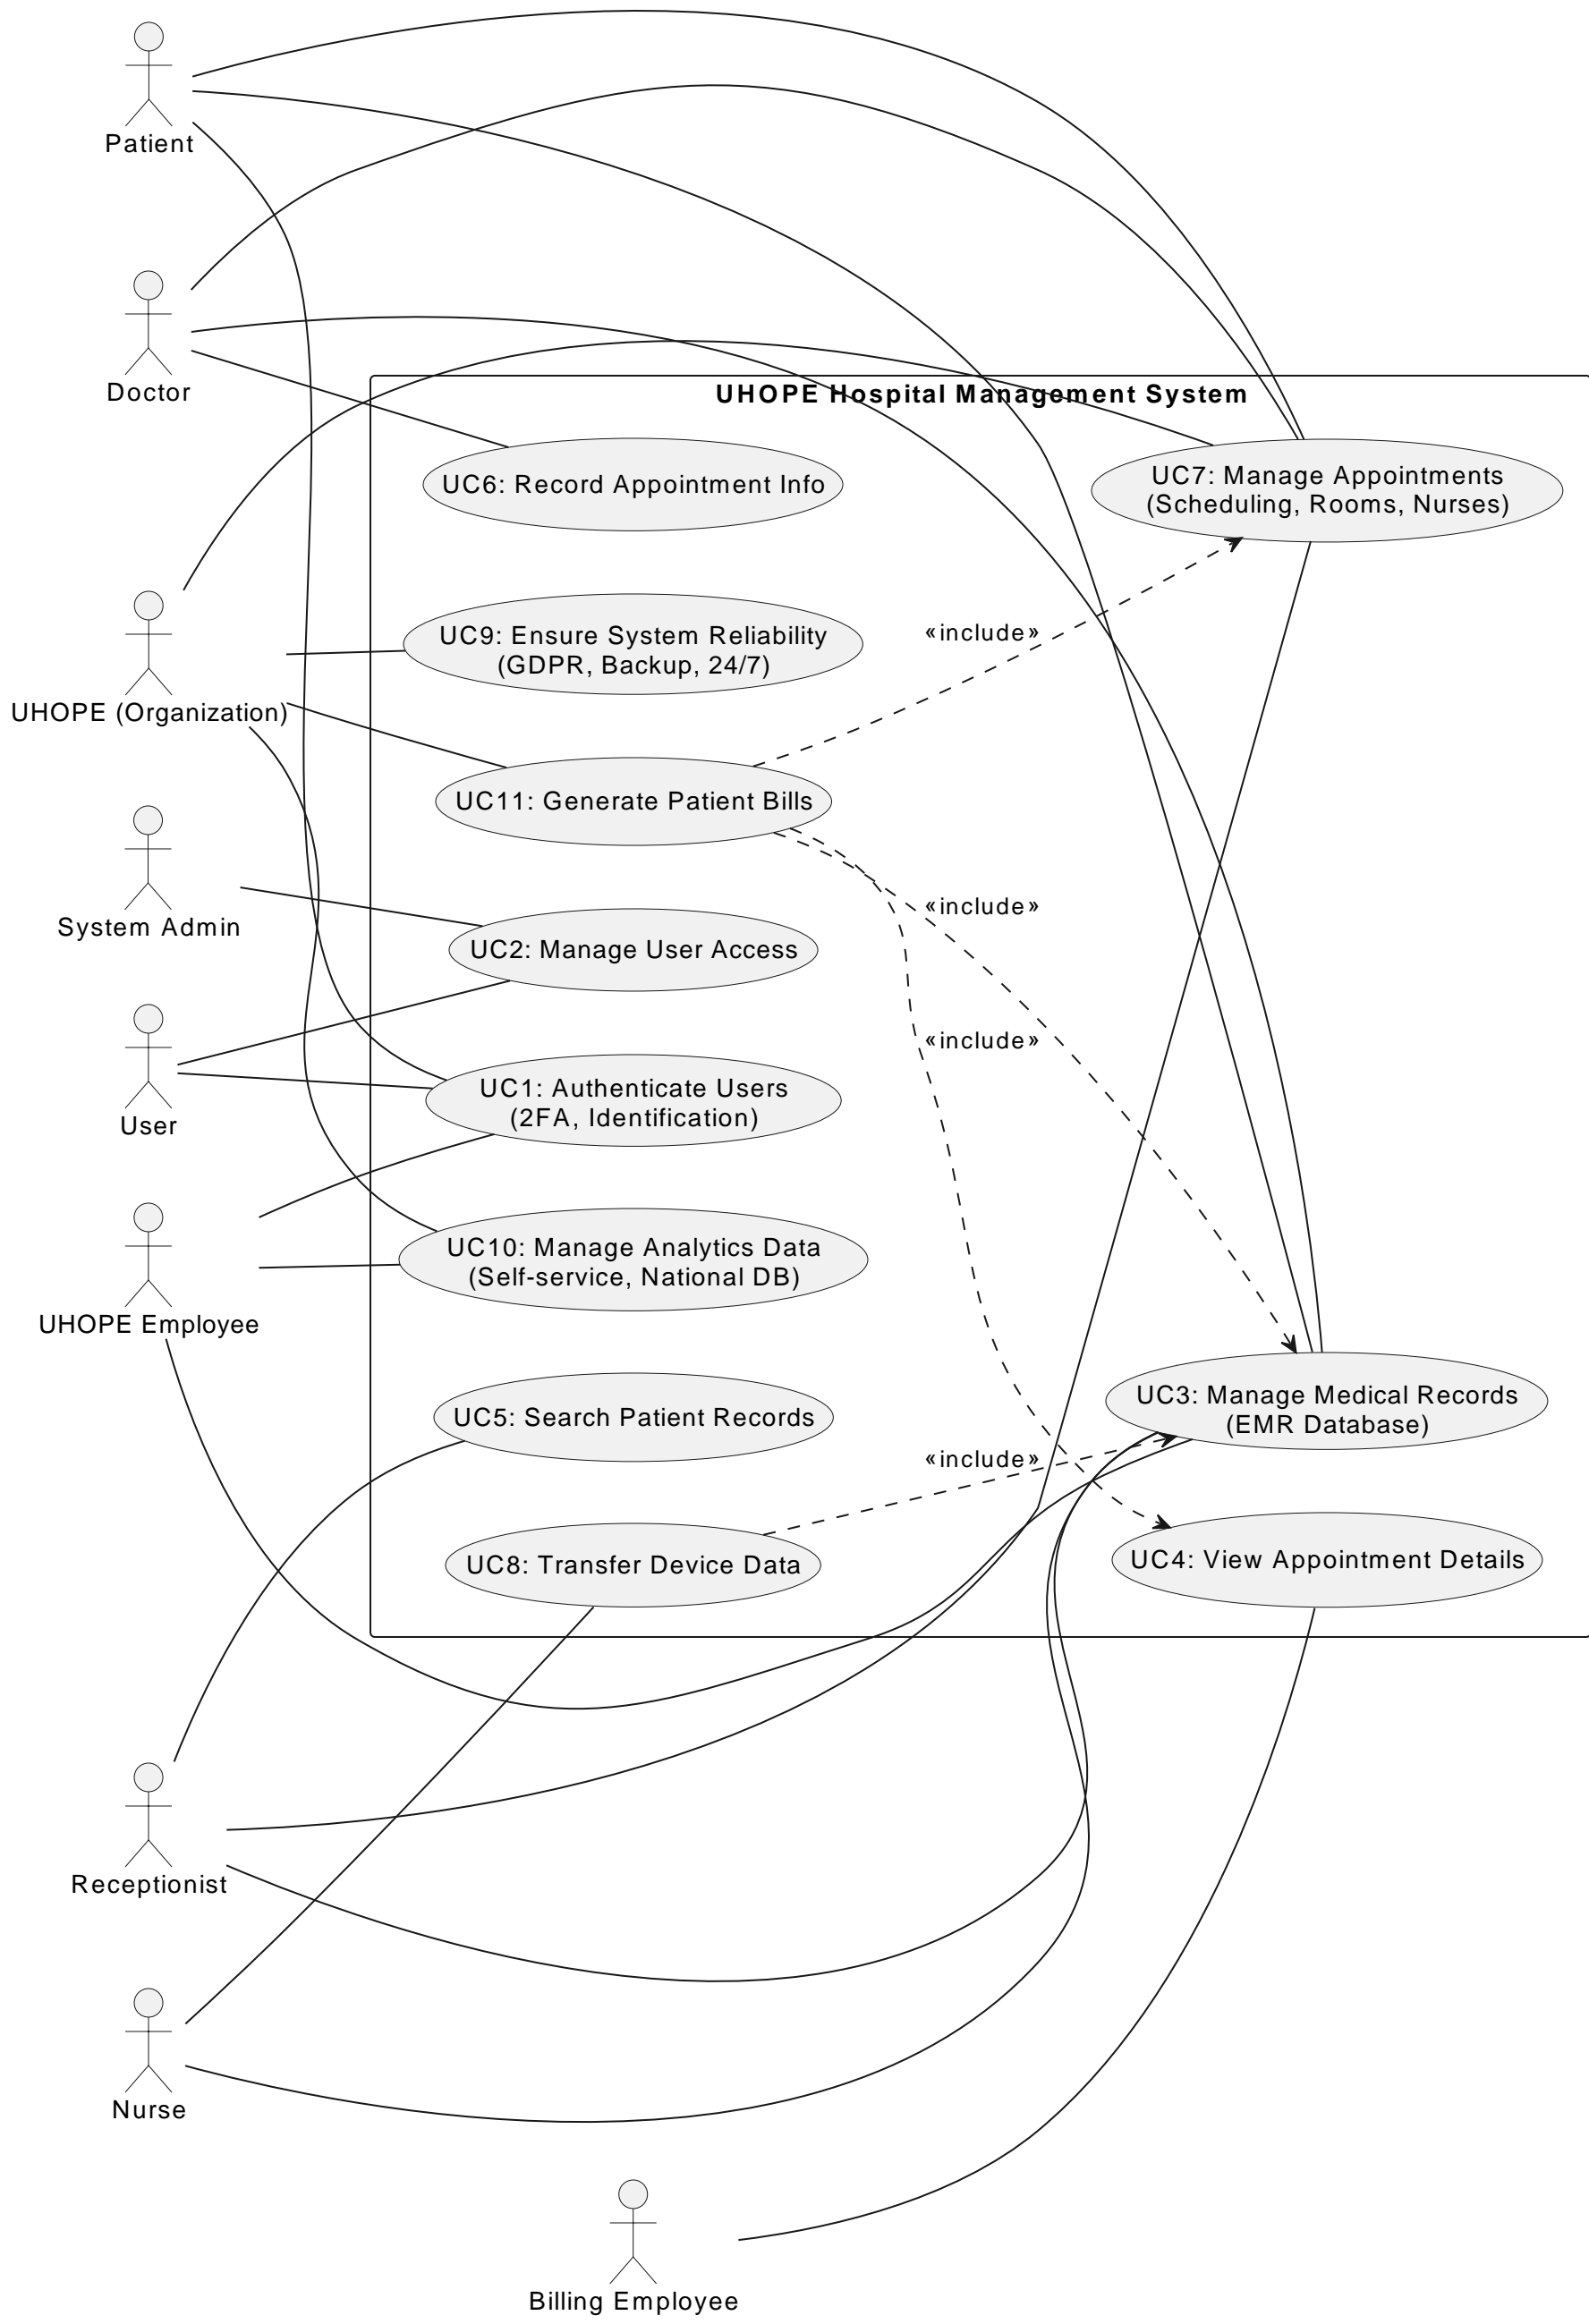 Patient
Doctor
UHOPE Hospital Management System
UC6: Record Appointment Info
UC7: Manage Appointments
(Scheduling, Rooms, Nurses)
UHOPE (Organization)
UC9: Ensure System Reliability
(GDPR, Backup, 24/7)
«include»
UC11: Generate Patient Bills
System Admin
«include»
UC2: Manage User Access
«include»
User
UC1: Authenticate Users
(2FA, Identification)
UHOPE Employee
UC10: Manage Analytics Data
(Self-service, National DB)
UC5: Search Patient Records
UC3: Manage Medical Records
(EMR Database)
«include»
UC8: Transfer Device Data
UC4: View Appointment Details
Receptionist
Nurse
Billing Employee